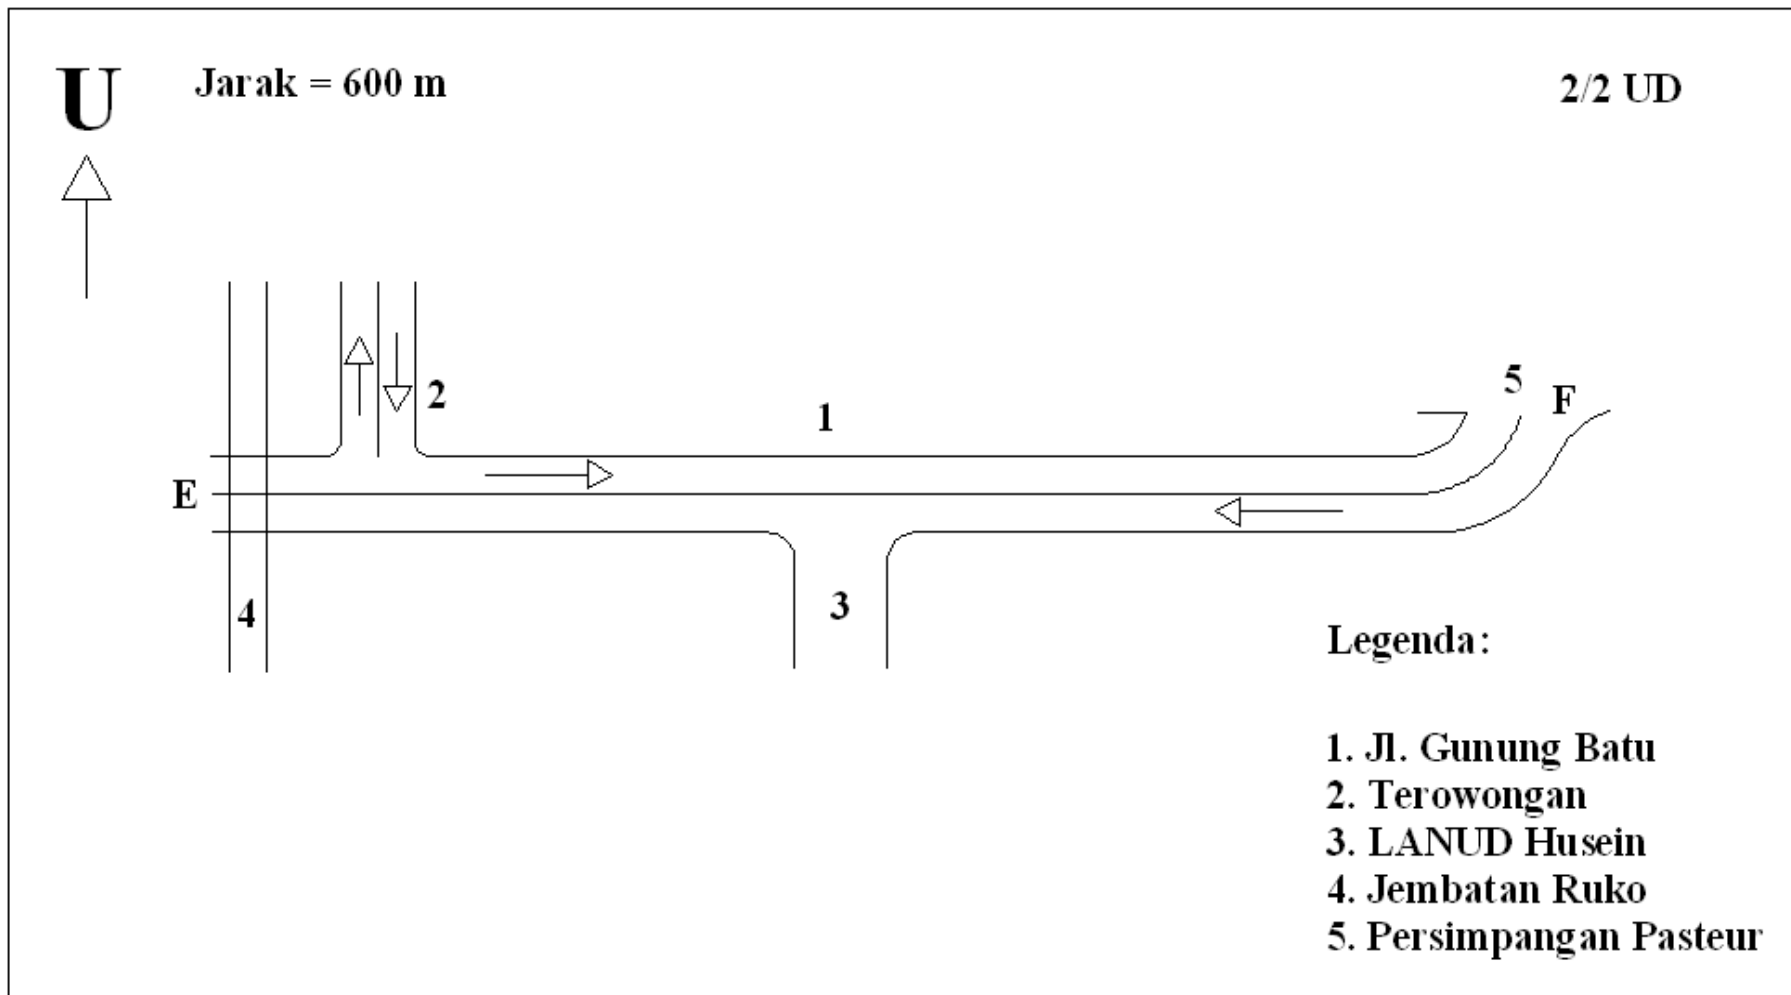 U
Jarak = 600 m
2/2 UD
2
1
5
F
E
4
3
Legenda:
1. Jl. Gunung Batu
2. Terowongan
3. LANUD Husein
4. Jembatan Ruko
5. Persimpangan Pasteur